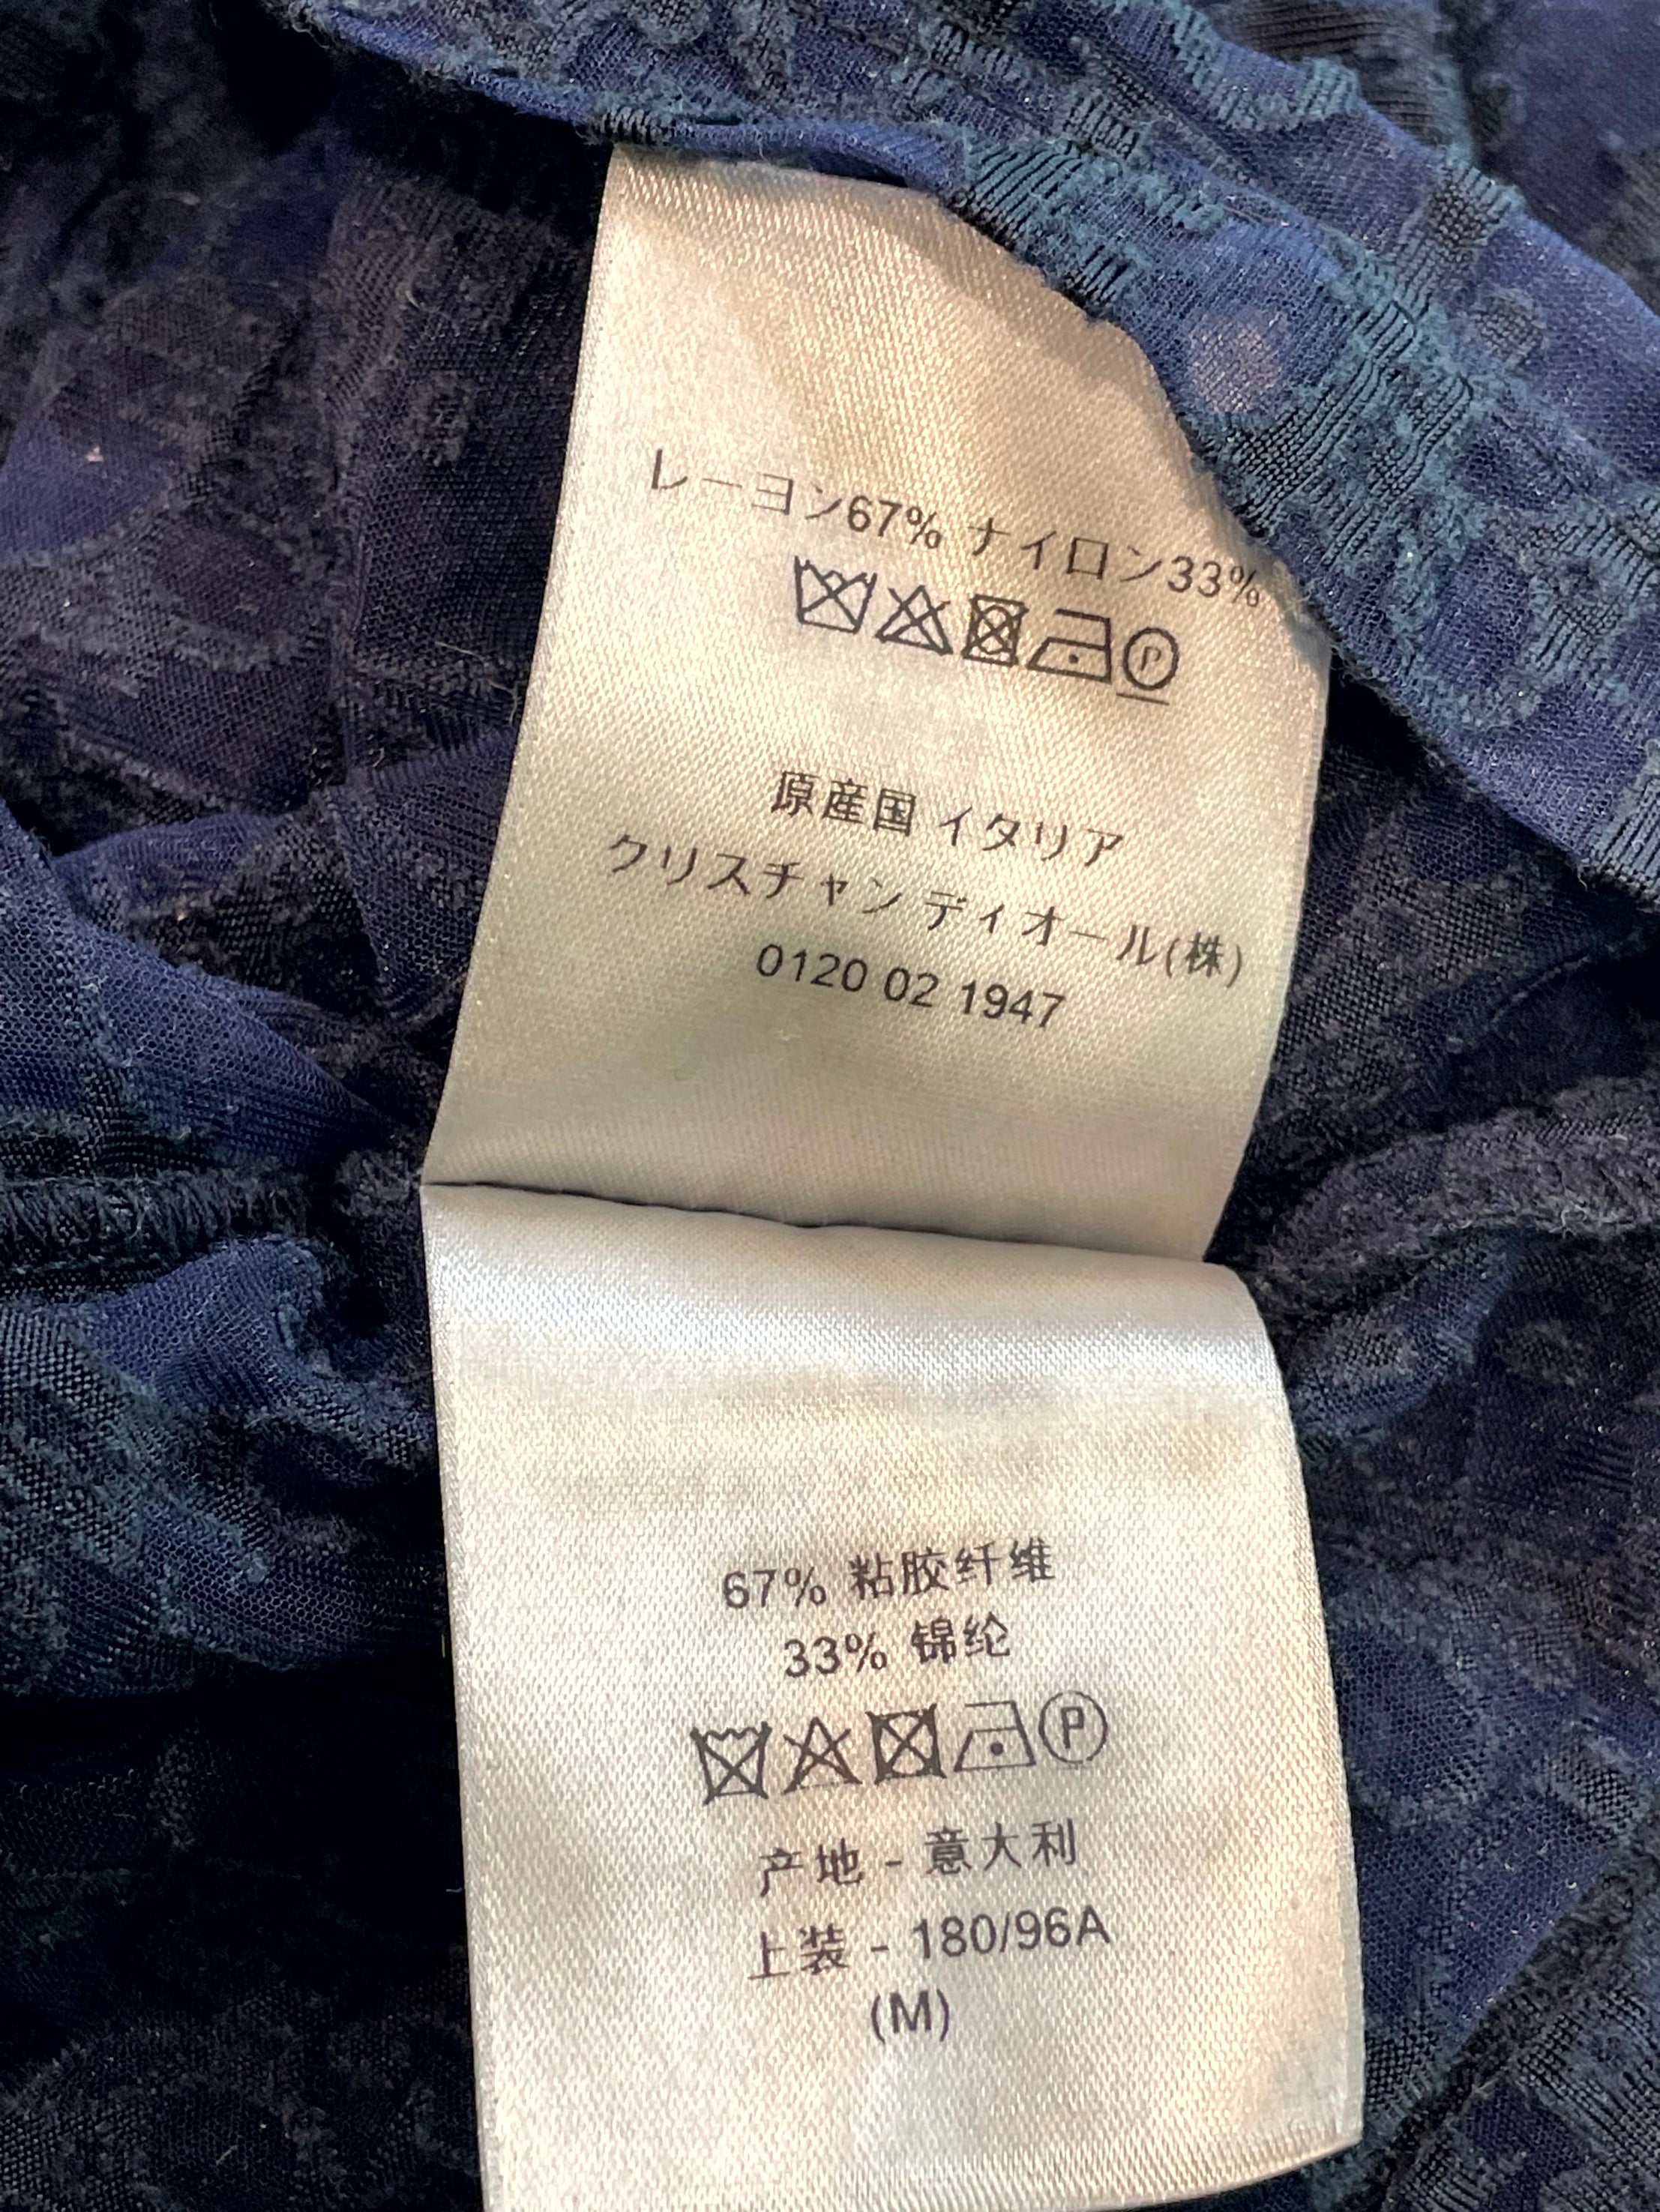 レーヨン67% ナイロン33%
P
原産国 イタリア
クリスチャン ディオール(株)
0120 02 1947
67% 粘胶纤维
33% 锦纶
P
产地 - 意大利
上装 - 180/96A
(M)